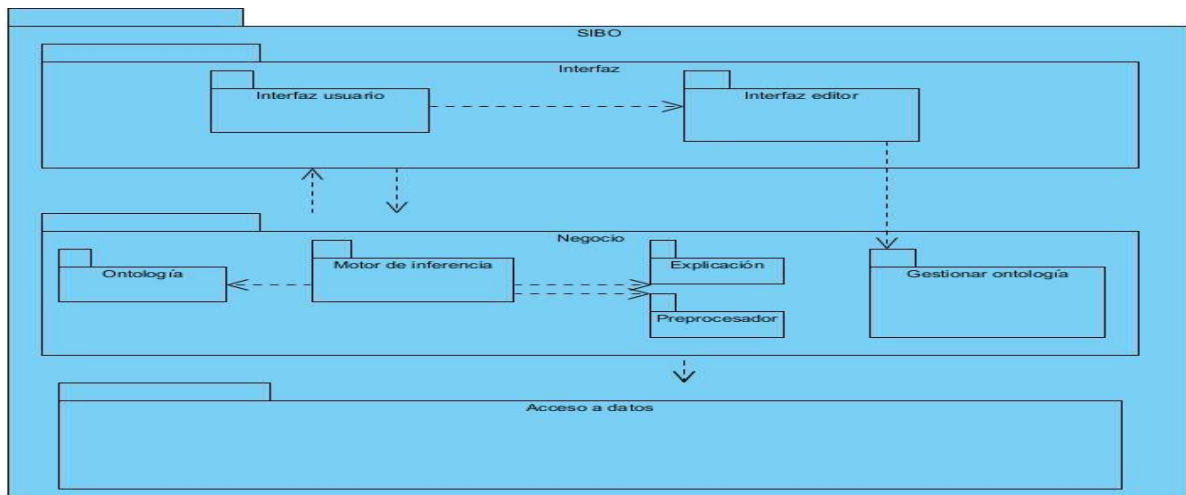 SIBO
Interfaz
Interfaz usuario
Interfaz editor
Negocio
Ontología
Motor de inferencia
Explicación
Gestionar ontología
Preprocesador
Acceso a datos